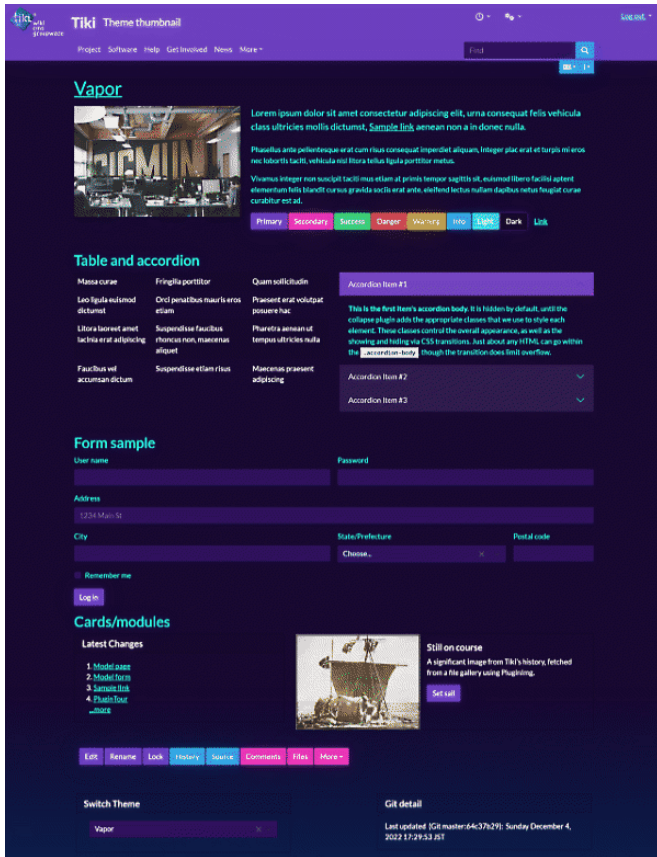 tiki
wiki
cms
groupware
Tiki Theme thumbnail
Log out
Project Software Help Get Involved News More
Find
Vapor
Lorem ipsum dolor sit amet consectetur adipiscing elit, urna consequat felis vehicula
class ultricies mollis dictumst, Sample link aenean non a in donec nulla.
Phasellus ante pellentesque erat cum risus consequat imperdiet aliquam, Integer plac erat et turpis mi eros
nec lobortis taciti, vehicula nisl litora tellus ligula porttitor metus.
Vivamus integer non suscipit taciti mus etiam at primis tempor sagittis sit, euismod libero facilisi aptent
elementum felis blandit cursus gravida sociis erat ante, eleifend lectus nullam dapibus netus feugiat curae
curabitur est ad.
Primary Secondary Success Danger Warning Info Light Dark Link
Table and accordion
Massa curae Fringilla porttitor Quam sollicitudin
Leo ligula euismod Orci penatibus mauris eros Praesent erat volutpat
dictumst etiam posuere hac
Litora laoreet amet Suspendisse faucibus Pharetra aenean ut
lacinia erat adipiscing rhoncus non, maecenas tempus ultricies nulla
aliquet
Faucibus vel Suspendisse etiam risus Maecenas praesent
accumsan dictum adipiscing
Accordion Item #1
This is the first item's accordion body. It is hidden by default, until the
collapse plugin adds the appropriate classes that we use to style each
element. These classes control the overall appearance, as well as the
showing and hiding via CSS transitions. Just about any HTML can go within
the .accordion-body though the transition does limit overflow.
Accordion Item #2
Accordion Item #3
Form sample
User name Password
Address
1234 Main St
City State/Prefecture Postal code
Choose...
Remember me
Log in
Cards/modules
Latest Changes
1. Model page
2. Model form
3. Sample link
4. PluginTour
...more
Still on course
A significant image from Tiki's history, fetched
from a file gallery using PluginImg.
Set sail
Edit Rename Lock History Source Comments Files More
Switch Theme
Vapor
Git detail
Last updated (Git master:64c37b29): Sunday December 4,
2022 17:29:53 JST